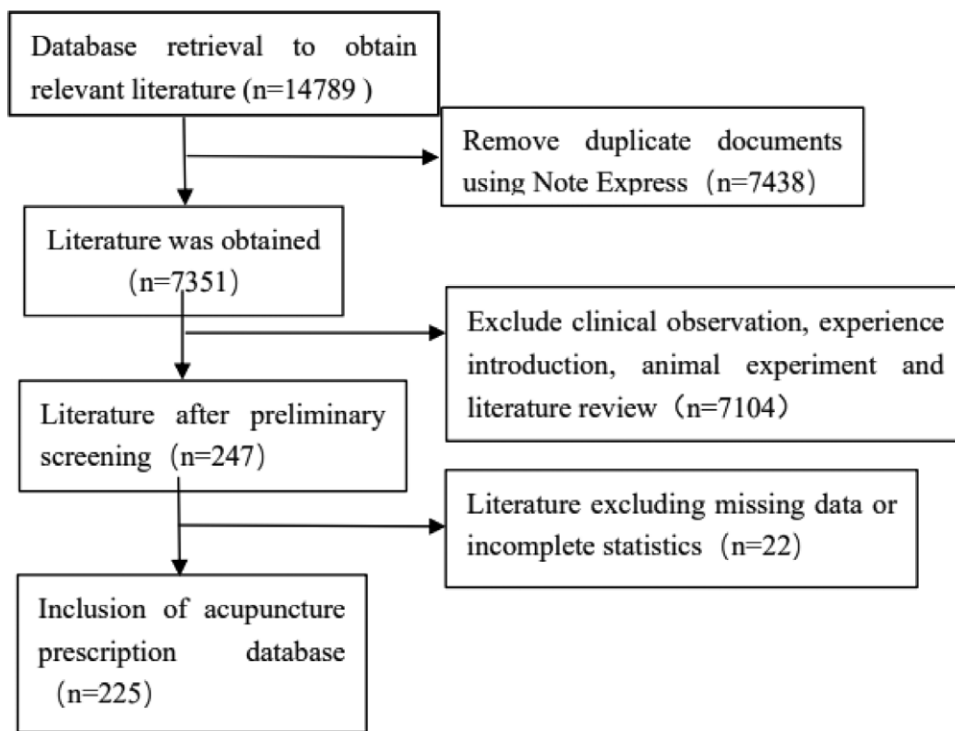 Database retrieval to obtain
relevant literature (n=14789 )
Remove duplicate documents
using Note Express（n=7438）
Literature was obtained
（n=7351）
Exclude clinical observation, experience
introduction, animal experiment and
literature review（n=7104）
Literature after preliminary
screening（n=247）
Literature excluding missing data or
incomplete statistics（n=22）
Inclusion of acupuncture
prescription database
（n=225）